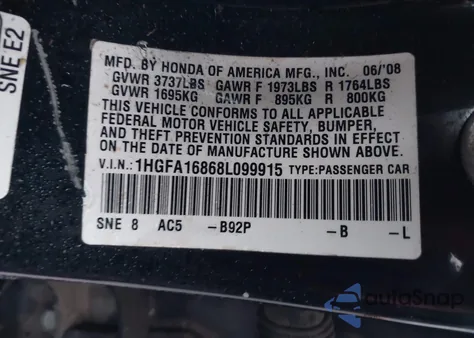 SNE E2
MFD. BY HONDA OF AMERICA MFG., INC. 06/'08
GVWR 3737LBS GAWR F 1973LBS R 1764LBS
GVWR 1695KG GAWR F 895KG R 800KG
THIS VEHICLE CONFORMS TO ALL APPLICABLE
FEDERAL MOTOR VEHICLE SAFETY, BUMPER,
AND THEFT PREVENTION STANDARDS IN EFFECT
ON THE DATE OF MANUFACTURE SHOWN ABOVE.
V.I.N.: 1HGFA16868L099915 TYPE:PASSENGER CAR
SNE 8 AC5 -B92P -B -L
autoSnap